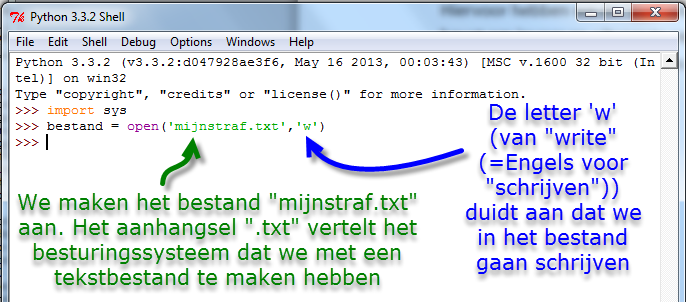 Python 3.3.2 Shell
File Edit Shell Debug Options Windows Help
Python 3.3.2 (v3.3.2:d047928ae3f6, May 16 2013, 00:03:43) [MSC v.1600 32 bit (In
tel)] on win32
Type "copyright", "credits" or "license()" for more information.
>>> import sys
>>> bestand = open('mijnstraf.txt','w')
>>>
De letter 'w'
(van "write"
(=Engels voor
"schrijven"))
duidt aan dat we
in het bestand
gaan schrijven
We maken het bestand "mijnstraf.txt"
aan. Het aanhangsel ".txt" vertelt het
besturingssysteem dat we met een
tekstbestand te maken hebben